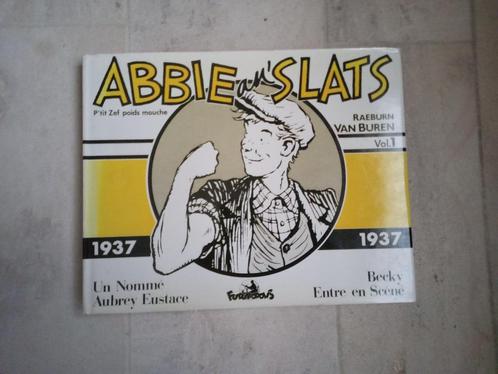 ABBIE an' SLATS
P'tit Zef poids mouche
RAEBURN
VAN BUREN
Vol.1
1937
1937
Un Nomme
Aubrey Eustace
Becky
Entre en Scène
FUTUROPOLIS